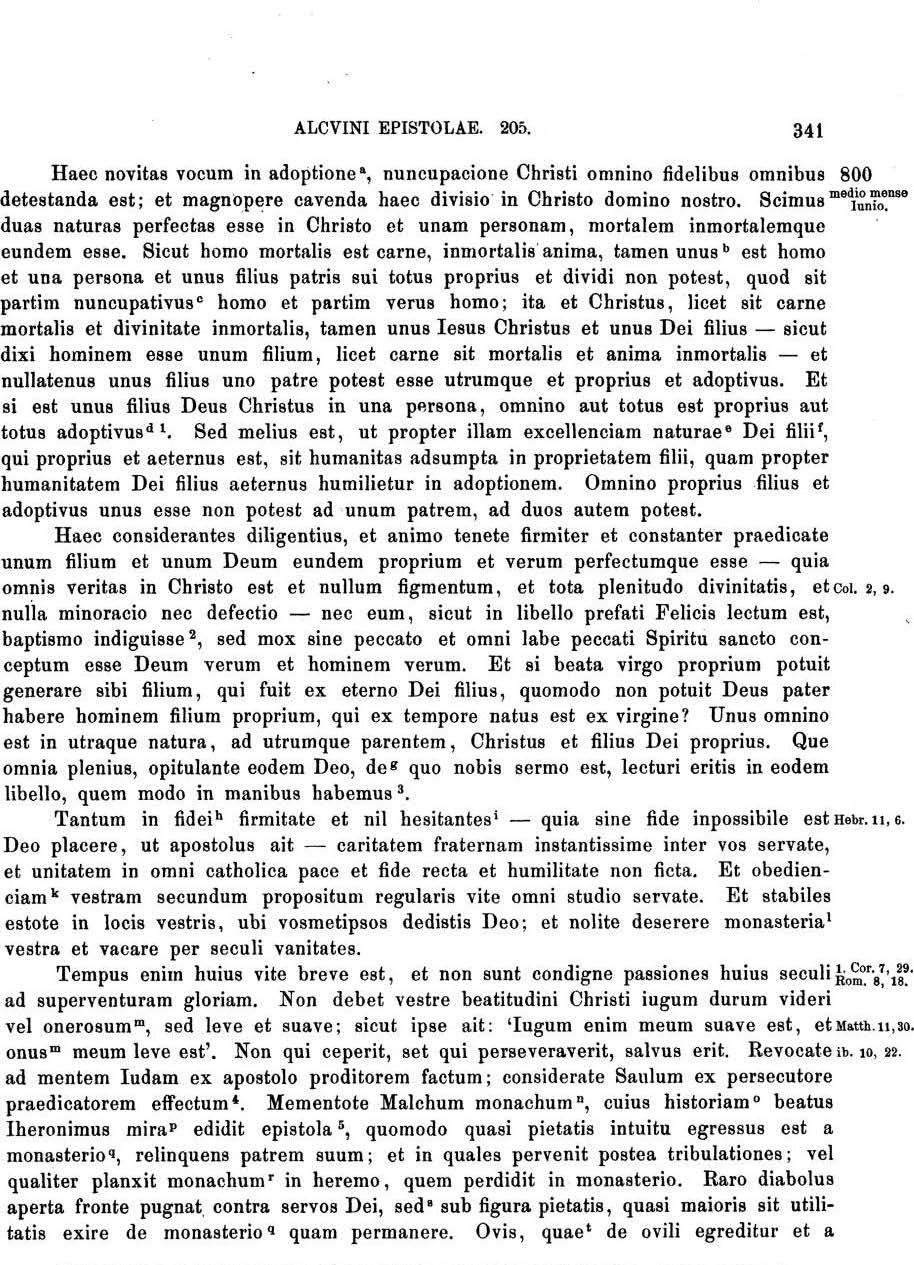 ALCVINI EPISTOLAE. 205. 341
Haec novitas vocum in adoptione a, nuncupacione Christi omnino fidelibus omnibus 800
detestanda est; et magnopere cavenda haec divisio in Christo domino nostro. Scimus medio mense Iunio.
duas naturas perfectas esse in Christo et unam personam, mortalem inmortalemque
eundem esse. Sicut homo mortalis est carne, inmortalis anima, tamen unus b est homo
et una persona et unus filius patris sui totus proprius et dividi non potest, quod sit
partim nuncupativus c homo et partim verus homo; ita et Christus, licet sit carne
mortalis et divinitate inmortalis, tamen unus Iesus Christus et unus Dei filius — sicut
dixi hominem esse unum filium, licet carne sit mortalis et anima inmortalis — et
nullatenus unus filius uno patre potest esse utrumque et proprius et adoptivus. Et
si est unus filius Deus Christus in una persona, omnino aut totus est proprius aut
totus adoptivus d 1. Sed melius est, ut propter illam excellenciam naturae e Dei filii f,
qui proprius et aeternus est, sit humanitas adsumpta in proprietatem filii, quam propter
humanitatem Dei filius aeternus humilietur in adoptionem. Omnino proprius filius et
adoptivus unus esse non potest ad unum patrem, ad duos autem potest.
Haec considerantes diligentius, et animo tenete firmiter et constanter praedicate
unum filium et unum Deum eundem proprium et verum perfectumque esse — quia
omnis veritas in Christo est et nullum figmentum, et tota plenitudo divinitatis, et Col. 2, 9.
nulla minoracio nec defectio — nec eum, sicut in libello prefati Felicis lectum est,
baptismo indiguisse 2, sed mox sine peccato et omni labe peccati Spiritu sancto con-
ceptum esse Deum verum et hominem verum. Et si beata virgo proprium potuit
generare sibi filium, qui fuit ex eterno Dei filius, quomodo non potuit Deus pater
habere hominem filium proprium, qui ex tempore natus est ex virgine? Unus omnino
est in utraque natura, ad utrumque parentem, Christus et filius Dei proprius. Que
omnia plenius, opitulante eodem Deo, de g quo nobis sermo est, lecturi eritis in eodem
libello, quem modo in manibus habemus 3.
Tantum in fidei h firmitate et nil hesitantes i — quia sine fide inpossibile est Hebr. 11, 6.
Deo placere, ut apostolus ait — caritatem fraternam instantissime inter vos servate,
et unitatem in omni catholica pace et fide recta et humilitate non ficta. Et obedien-
ciam k vestram secundum propositum regularis vite omni studio servate. Et stabiles
estote in locis vestris, ubi vosmetipsos dedistis Deo; et nolite deserere monasteria l
vestra et vacare per seculi vanitates.
Tempus enim huius vite breve est, et non sunt condigne passiones huius seculi 1. Cor. 7, 29. Rom. 8, 18.
ad superventuram gloriam. Non debet vestre beatitudini Christi iugum durum videri
vel onerosum m, sed leve et suave; sicut ipse ait: ‘Iugum enim meum suave est, et Matth. 11, 30.
onus m meum leve est’. Non qui ceperit, set qui perseveraverit, salvus erit. Revocate ib. 10, 22.
ad mentem Iudam ex apostolo proditorem factum; considerate Saulum ex persecutore
praedicatorem effectum 4. Mementote Malchum monachum n, cuius historiam o beatus
Iheronimus mira p edidit epistola 5, quomodo quasi pietatis intuitu egressus est a
monasterio q, relinquens patrem suum; et in quales pervenit postea tribulationes; vel
qualiter planxit monachum r in heremo, quem perdidit in monasterio. Raro diabolus
aperta fronte pugnat contra servos Dei, sed s sub figura pietatis, quasi maioris sit utili-
tatis exire de monasterio q quam permanere. Ovis, quae t de ovili egreditur et a